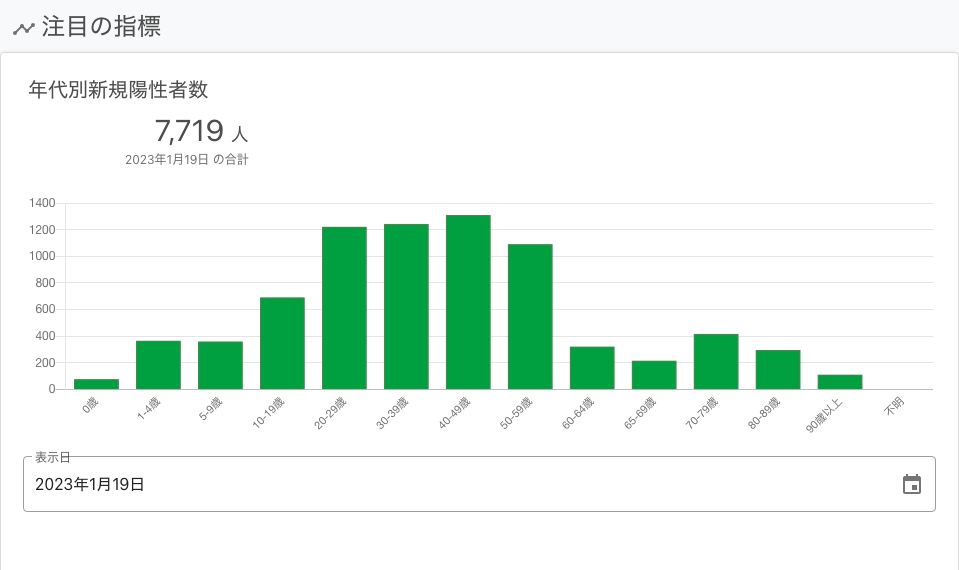 注目の指標
年代別新規陽性者数
7,719 人
2023年1月19日 の合計
1400
1200
1000
800
600
400
200
0
0歳
1-4歳
5-9歳
10-19歳
20-29歳
30-39歳
40-49歳
50-59歳
60-64歳
65-69歳
70-79歳
80-89歳
90歳以上
不明
表示日
2023年1月19日